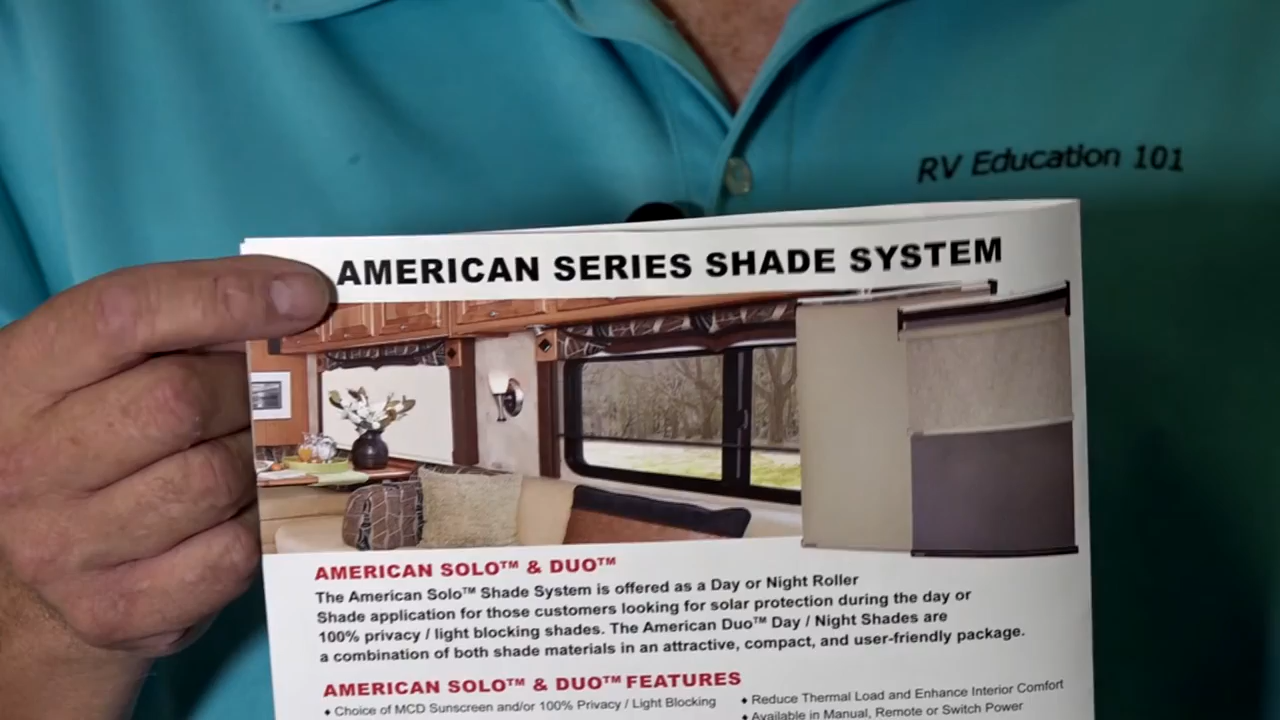 RV Education 101
AMERICAN SERIES SHADE SYSTEM
AMERICAN SOLO™ & DUO™
The American Solo™ Shade System is offered as a Day or Night Roller
Shade application for those customers looking for solar protection during the day or
100% privacy / light blocking shades. The American Duo™ Day / Night Shades are
a combination of both shade materials in an attractive, compact, and user-friendly package.
AMERICAN SOLO™ & DUO™ FEATURES
♦ Choice of MCD Sunscreen and/or 100% Privacy / Light Blocking
♦ Reduce Thermal Load and Enhance Interior Comfort
♦ Available in Manual, Remote or Switch Power